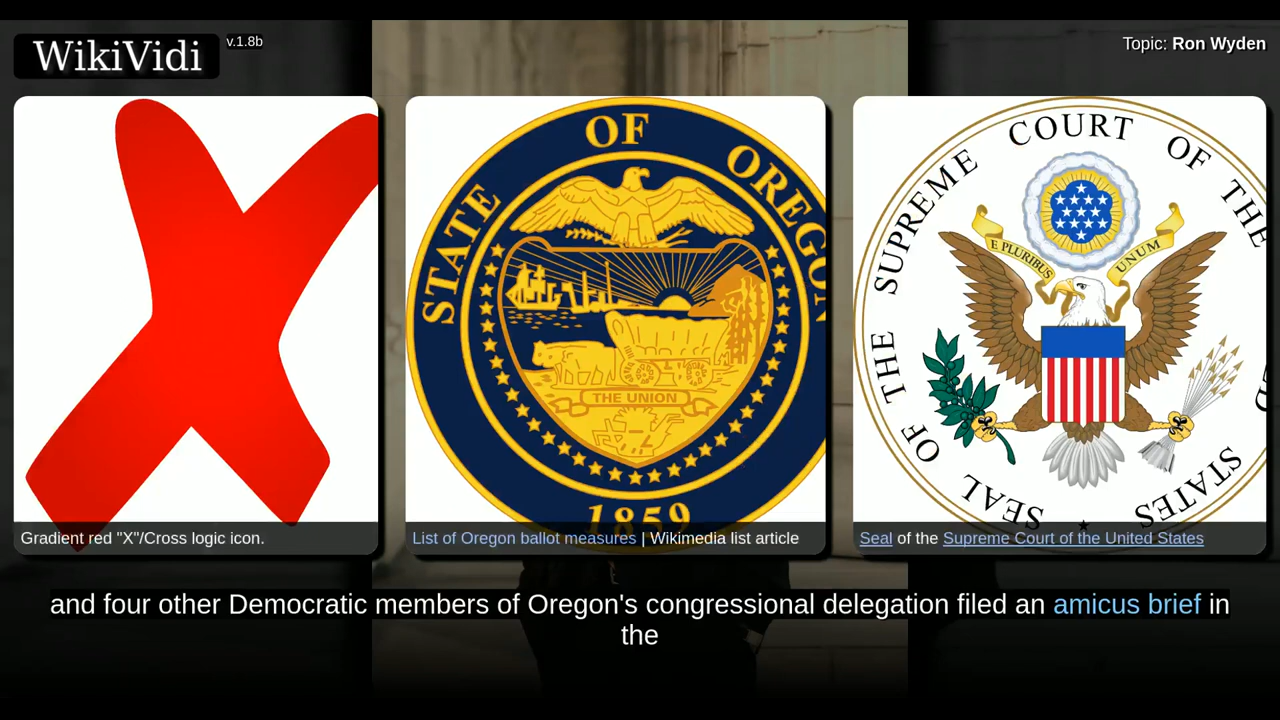 WikiVidi
v.1.8b
Topic: Ron Wyden
STATE OF OREGON
THE UNION
1859
SEAL OF THE SUPREME COURT OF THE STATES
E PLURIBUS
UNUM
Gradient red "X"/Cross logic icon.
List of Oregon ballot measures | Wikimedia list article
Seal of the Supreme Court of the United States
and four other Democratic members of Oregon's congressional delegation filed an amicus brief in
the